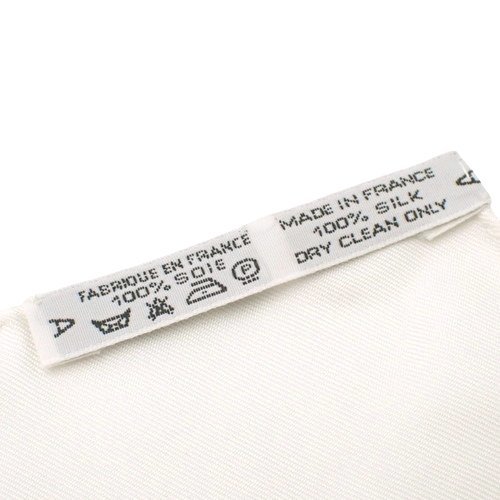 FABRIQUE EN FRANCE
100% SOIE
A
P
MADE IN FRANCE
100% SILK
DRY CLEAN ONLY